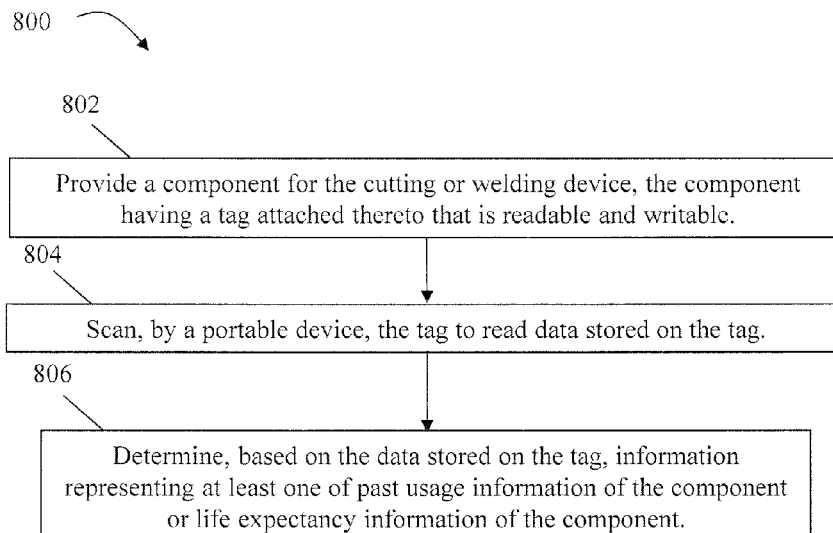 800
802
Provide a component for the cutting or welding device, the component
having a tag attached thereto that is readable and writable.
804
Scan, by a portable device, the tag to read data stored on the tag.
806
Determine, based on the data stored on the tag, information
representing at least one of past usage information of the component
or life expectancy information of the component.